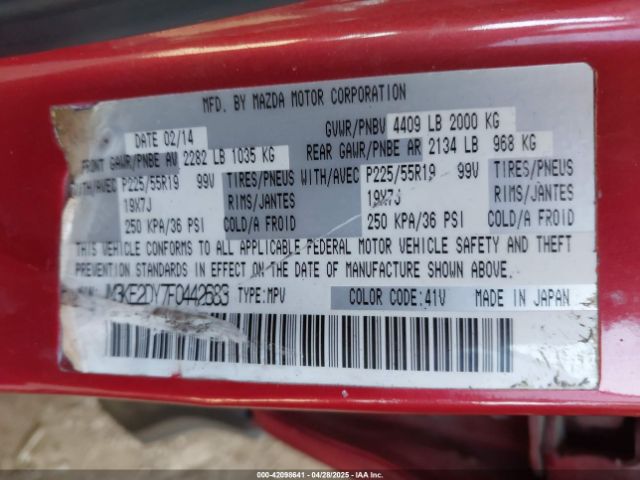 MFD. BY MAZDA MOTOR CORPORATION
DATE 02/14 GVWR/PNBV 4409 LB 2000 KG
FRONT GAWR/PNBE AV 2282 LB 1035 KG REAR GAWR/PNBE AR 2134 LB 968 KG
WITH/AVEC P225/55R19 99V TIRES/PNEUS WITH/AVEC P225/55R19 99V TIRES/PNEUS
19X7J RIMS/JANTES 19X7J RIMS/JANTES
250 KPA/36 PSI COLD/A FROID 250 KPA/36 PSI COLD/A FROID
THIS VEHICLE CONFORMS TO ALL APPLICABLE FEDERAL MOTOR VEHICLE SAFETY AND THEFT
PREVENTION STANDARDS IN EFFECT ON THE DATE OF MANUFACTURE SHOWN ABOVE.
JM3KE2DY7F0442683 TYPE:MPV COLOR CODE:41V MADE IN JAPAN
000-42098641 - 04/28/2025 - IAA Inc.